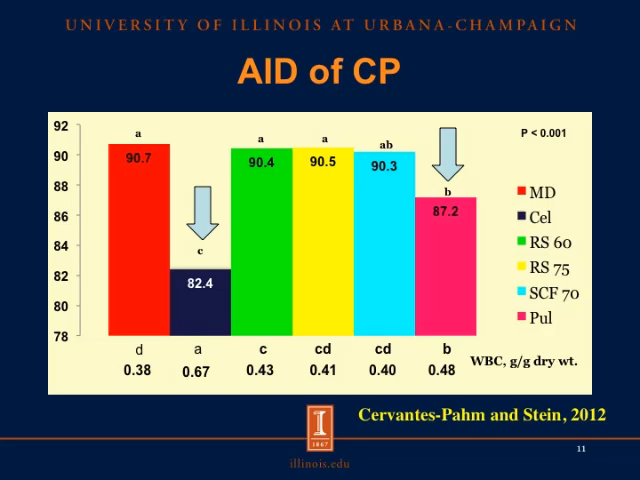 UNIVERSITY OF ILLINOIS AT URBANA-CHAMPAIGN
AID of CP
92
90
88
86
84
82
80
78
a
90.7
c
82.4
a
90.4
a
90.5
ab
90.3
b
87.2
P < 0.001
MD
Cel
RS 60
RS 75
SCF 70
Pul
d a c cd cd b
0.38 0.67 0.43 0.41 0.40 0.48 WBC, g/g dry wt.
Cervantes-Pahm and Stein, 2012
I
1867
illinois.edu
11